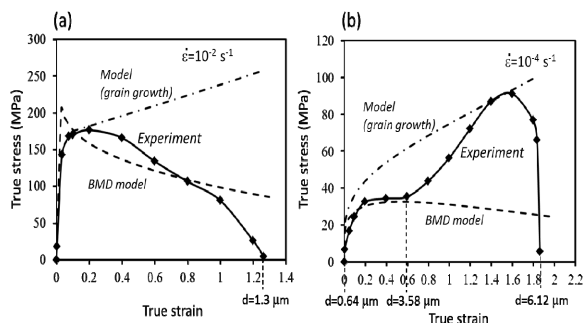 (a)
ε̇=10⁻² s⁻¹
Model
(grain growth)
Experiment
BMD model
True stress (MPa)
300
250
200
150
100
50
0
0 0.2 0.4 0.6 0.8 1 1.2 1.4
True strain
d=1.3 μm
(b)
ε̇=10⁻⁴ s⁻¹
Model
(grain growth)
Experiment
BMD model
True stress (MPa)
120
100
80
60
40
20
0
0 0.2 0.4 0.6 0.8 1 1.2 1.4 1.6 1.8 2 2.2
d=0.64 μm d=3.58 μm d=6.12 μm
True strain